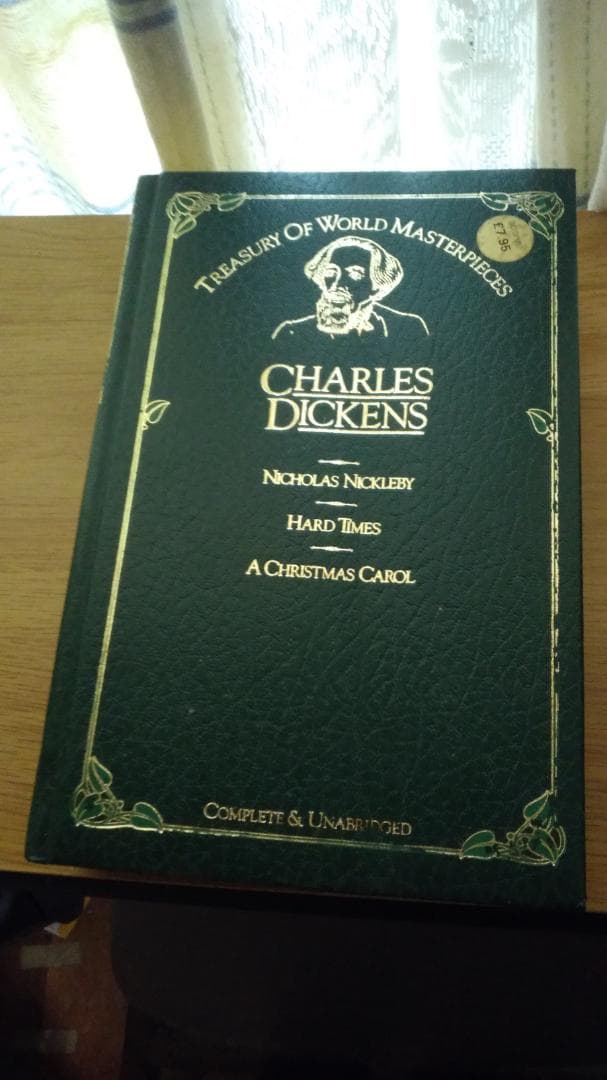 TREASURY OF WORLD MASTERPIECES
£7.95
CHARLES
DICKENS
NICHOLAS NICKLEBY
HARD TIMES
A CHRISTMAS CAROL
COMPLETE & UNABRIDGED